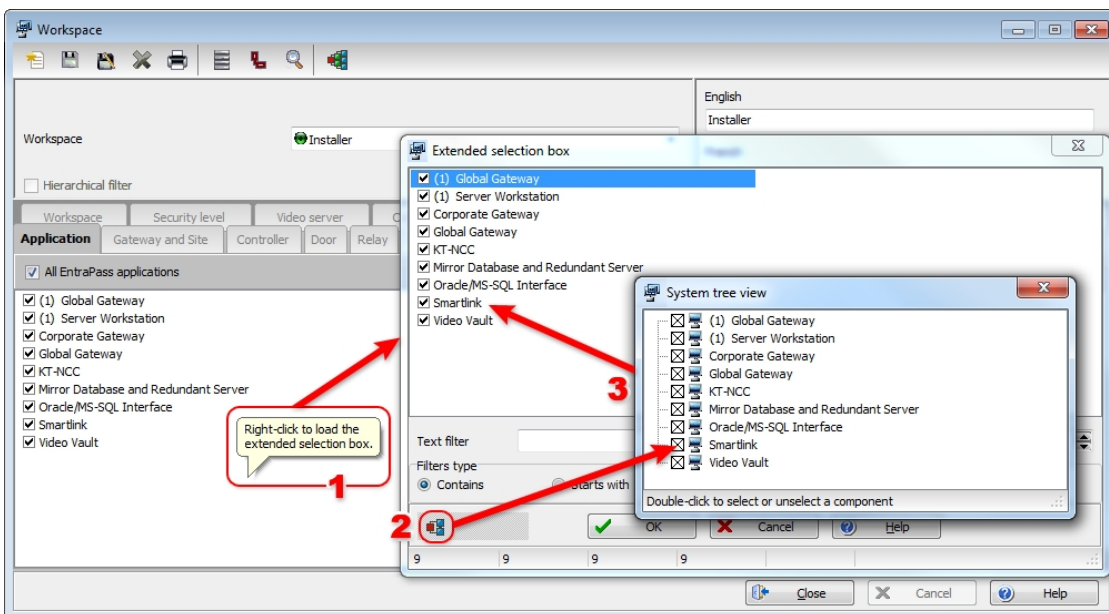 Workspace
English
Installer
Workspace
Installer
Hierarchical filter
Workspace
Security level
Video server
Application
Gateway and Site
Controller
Door
Relay
All EntraPass applications
(1) Global Gateway
(1) Server Workstation
Corporate Gateway
Global Gateway
KT-NCC
Mirror Database and Redundant Server
Oracle/MS-SQL Interface
Smartlink
Video Vault
Right-click to load the
extended selection box.
1
Extended selection box
(1) Global Gateway
(1) Server Workstation
Corporate Gateway
Global Gateway
KT-NCC
Mirror Database and Redundant Server
Oracle/MS-SQL Interface
Smartlink
Video Vault
3
Text filter
Filters type
Contains
Starts with
2
OK
Cancel
Help
9 9 9 9
System tree view
(1) Global Gateway
(1) Server Workstation
Corporate Gateway
Global Gateway
KT-NCC
Mirror Database and Redundant Server
Oracle/MS-SQL Interface
Smartlink
Video Vault
Double-click to select or unselect a component
Close
Cancel
Help